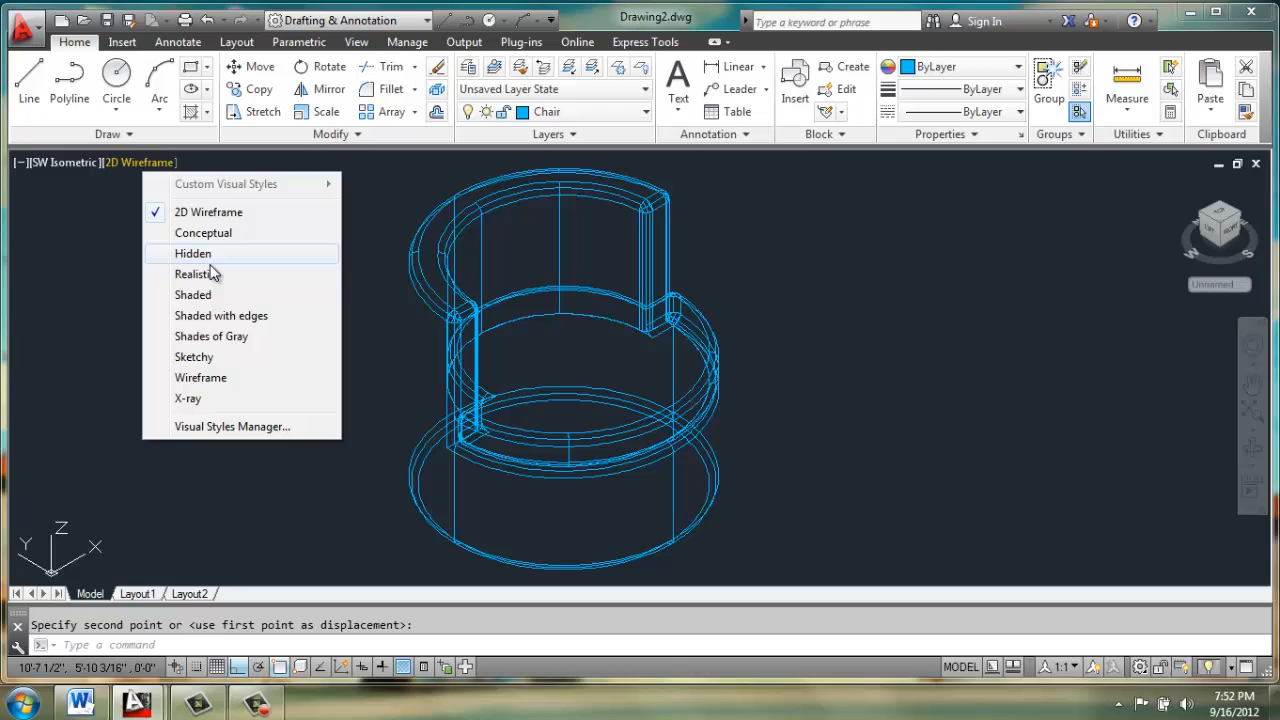 Drafting & Annotation
Drawing2.dwg
Type a keyword or phrase
Sign In
Home Insert Annotate Layout Parametric View Manage Output Plug-ins Online Express Tools
Line Polyline Circle Arc
Move Rotate Trim
Copy Mirror Fillet
Stretch Scale Array
Unsaved Layer State
Chair
Text
Linear
Leader
Table
Insert
Create
Edit
ByLayer
ByLayer
ByLayer
Group
Measure
Paste
Draw Modify Layers Annotation Block Properties Groups Utilities Clipboard
[−][SW Isometric][2D Wireframe]
Custom Visual Styles
2D Wireframe
Conceptual
Hidden
Realisti
Shaded
Shaded with edges
Shades of Gray
Sketchy
Wireframe
X-ray
Visual Styles Manager...
TOP
FRONT
W
S
Unnamed
Z
Y
X
Model Layout1 Layout2
Specify second point or <use first point as displacement>:
Type a command
10'-7 1/2", 5'-10 3/16", 0'-0"
MODEL
1:1
7:52 PM
9/16/2012